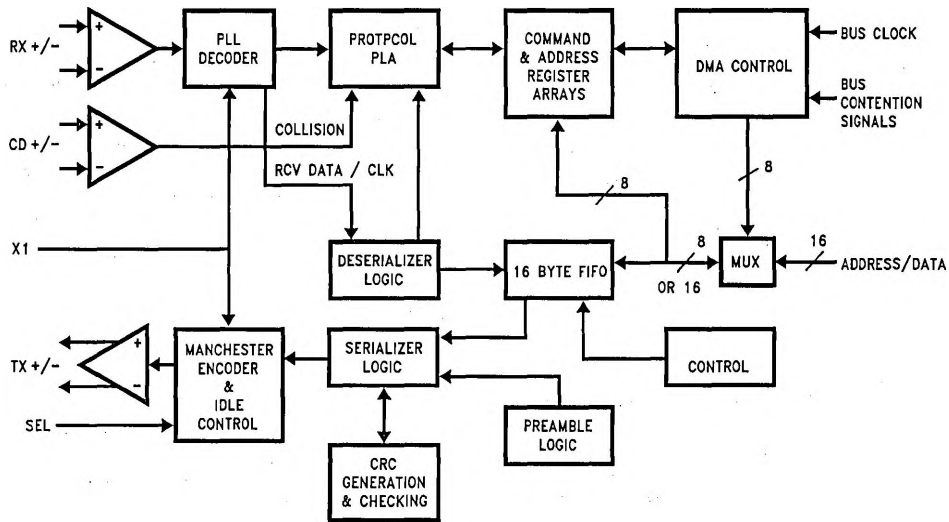 RX +/-
+
-
PLL
DECODER
PROTPCOL
PLA
COMMAND
& ADDRESS
REGISTER
ARRAYS
DMA CONTROL
BUS CLOCK
BUS
CONTENTION
SIGNALS
CD +/-
+
-
COLLISION
RCV DATA / CLK
8
8
X1
DESERIALIZER
LOGIC
16 BYTE FIFO
8
OR 16
MUX
16
ADDRESS/DATA
TX +/-
+
-
MANCHESTER
ENCODER
&
IDLE
CONTROL
SERIALIZER
LOGIC
CONTROL
SEL
PREAMBLE
LOGIC
CRC
GENERATION
& CHECKING